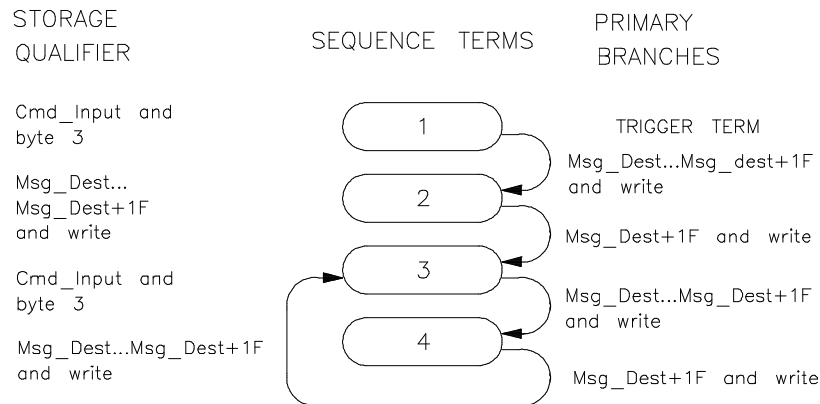 STORAGE
QUALIFIER
SEQUENCE TERMS
PRIMARY
BRANCHES
Cmd_Input and
byte 3
1
TRIGGER TERM
Msg_Dest...Msg_dest+1F
and write
Msg_Dest...
Msg_Dest+1F
and write
2
Msg_Dest+1F and write
Cmd_Input and
byte 3
3
Msg_Dest...Msg_Dest+1F
and write
Msg_Dest...Msg_Dest+1F
and write
4
Msg_Dest+1F and write